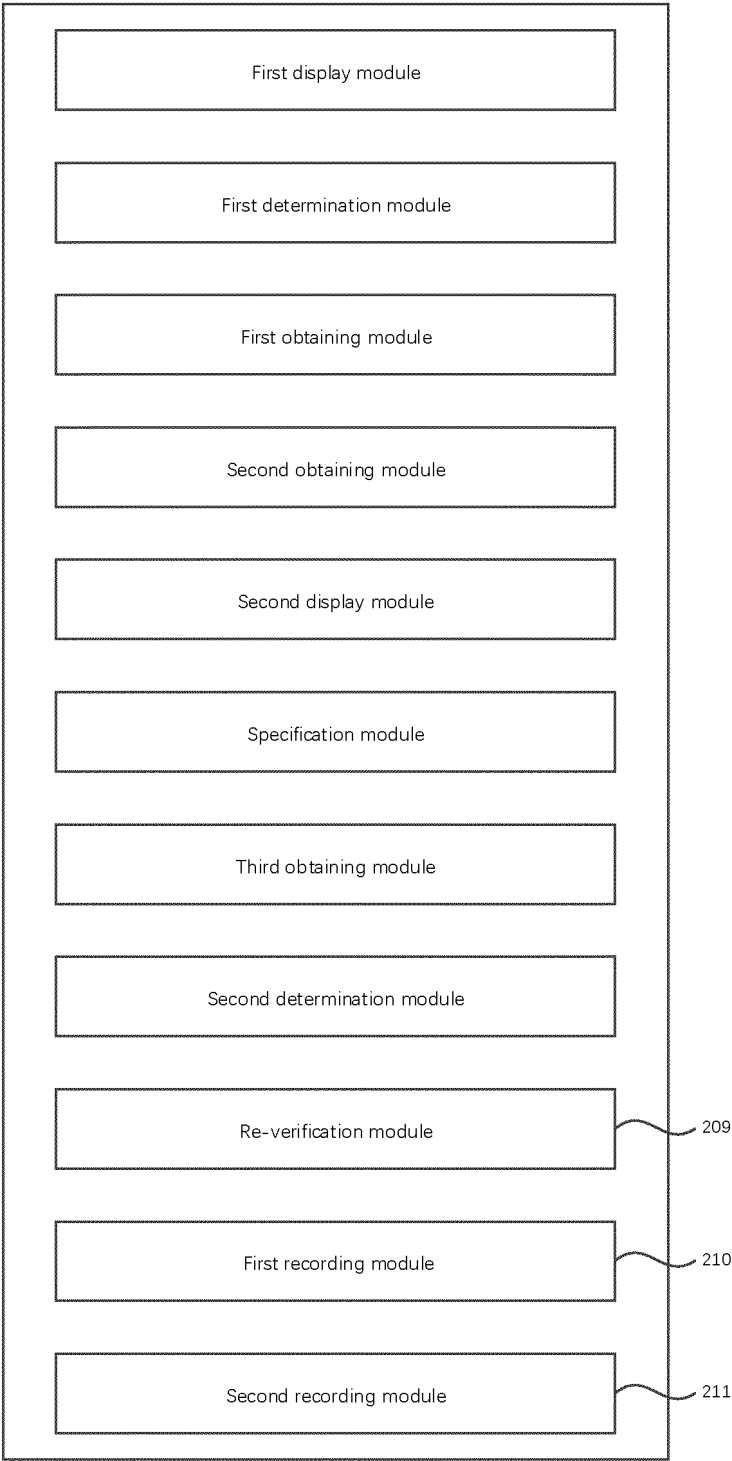 First display module
First determination module
First obtaining module
Second obtaining module
Second display module
Specification module
Third obtaining module
Second determination module
Re-verification module
209
First recording module
210
Second recording module
211